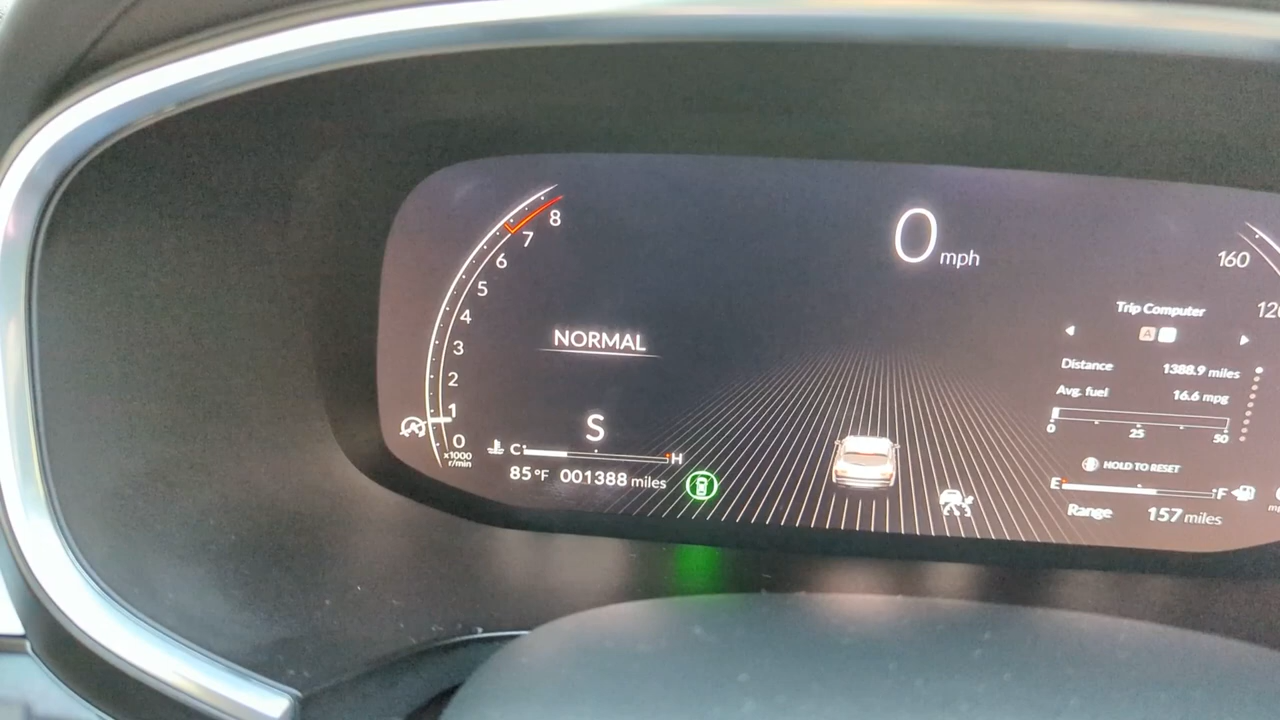 8
7
6
5
4
3
2
1
0
x1000
r/min
NORMAL
S
C H
85 °F 001388 miles
0 mph
160
Trip Computer
A
Distance 1388.9 miles
Avg. fuel 16.6 mpg
0 25 50
HOLD TO RESET
E F
Range 157 miles